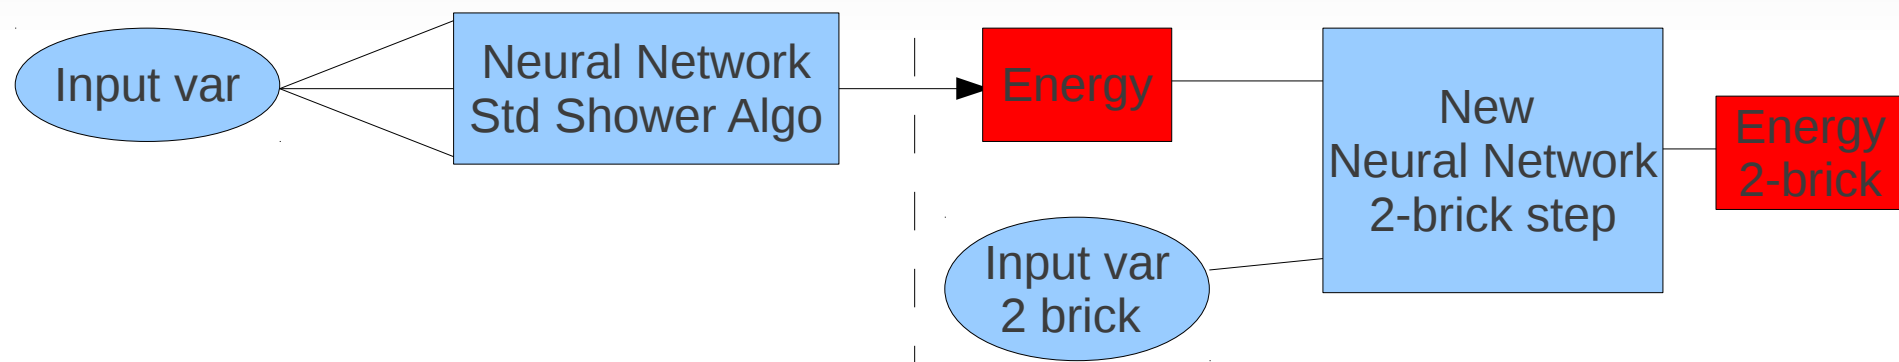 Input var
Neural Network
Std Shower Algo
Energy
New
Neural Network
2-brick step
Energy
2-brick
Input var
2 brick